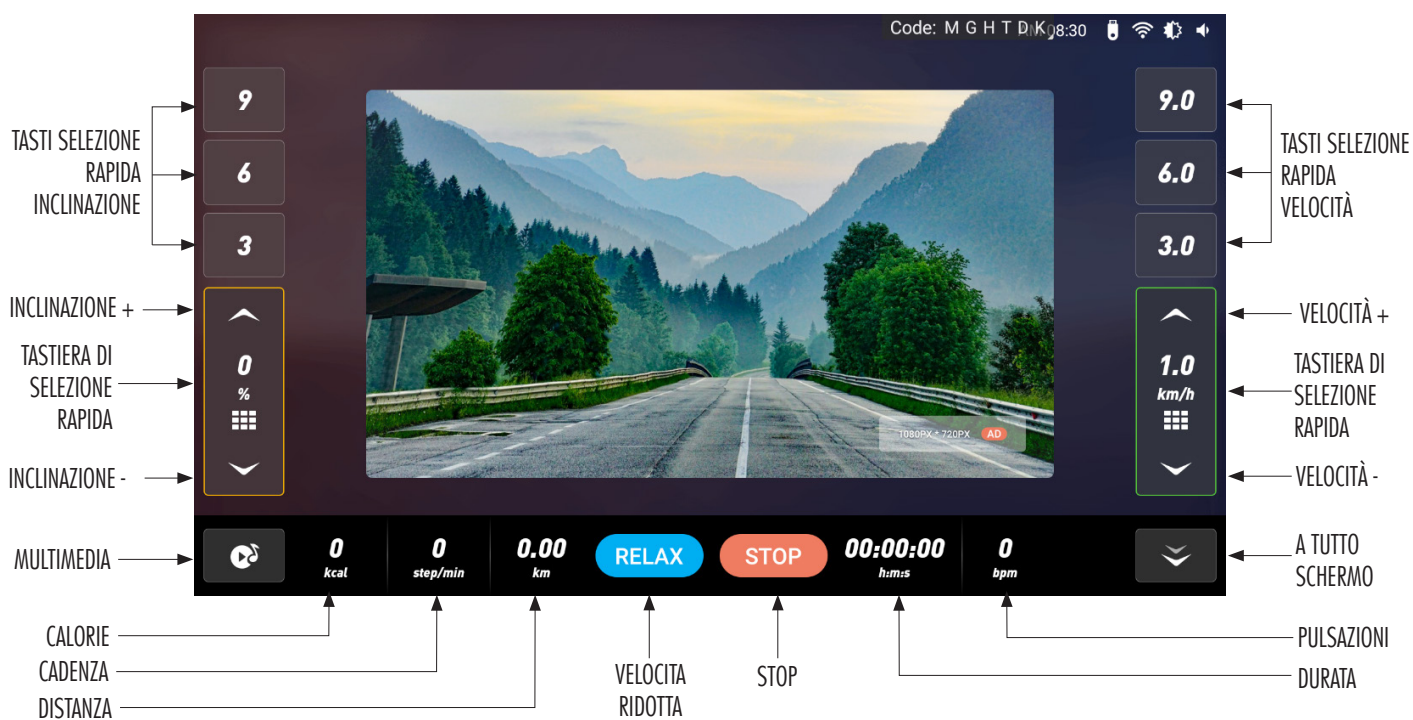 Code: M G H T D K
08:30
9
9.0
TASTI SELEZIONE
RAPIDA
INCLINAZIONE
6
6.0
TASTI SELEZIONE
RAPIDA
VELOCITÀ
3
3.0
INCLINAZIONE +
VELOCITÀ +
TASTIERA DI
SELEZIONE
RAPIDA
0
%
1.0
km/h
TASTIERA DI
SELEZIONE
RAPIDA
1080PX * 720PX AD
INCLINAZIONE -
VELOCITÀ -
MULTIMEDIA
0
kcal
0
step/min
0.00
km
RELAX
STOP
00:00:00
h:m:s
0
bpm
A TUTTO
SCHERMO
CALORIE
CADENZA
DISTANZA
VELOCITA
RIDOTTA
STOP
PULSAZIONI
DURATA